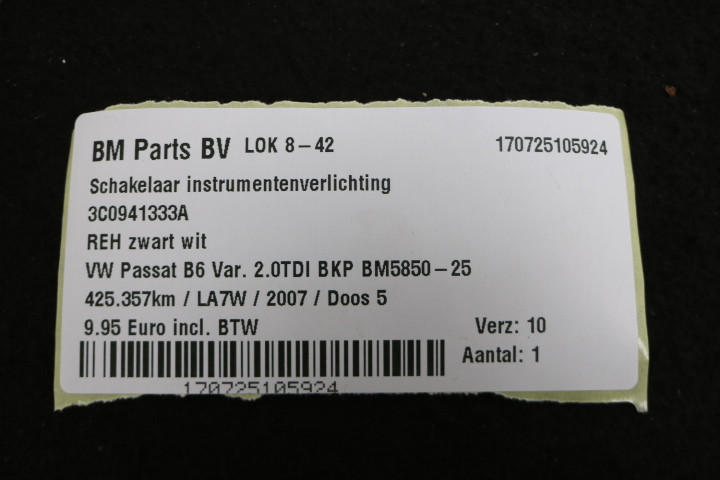 BM Parts BV LOK 8-42 170725105924
Schakelaar instrumentenverlichting
3C0941333A
REH zwart wit
VW Passat B6 Var. 2.0TDI BKP BM5850-25
425.357km / LA7W / 2007 / Doos 5
9.95 Euro incl. BTW Verz: 10
Aantal: 1
170725105924